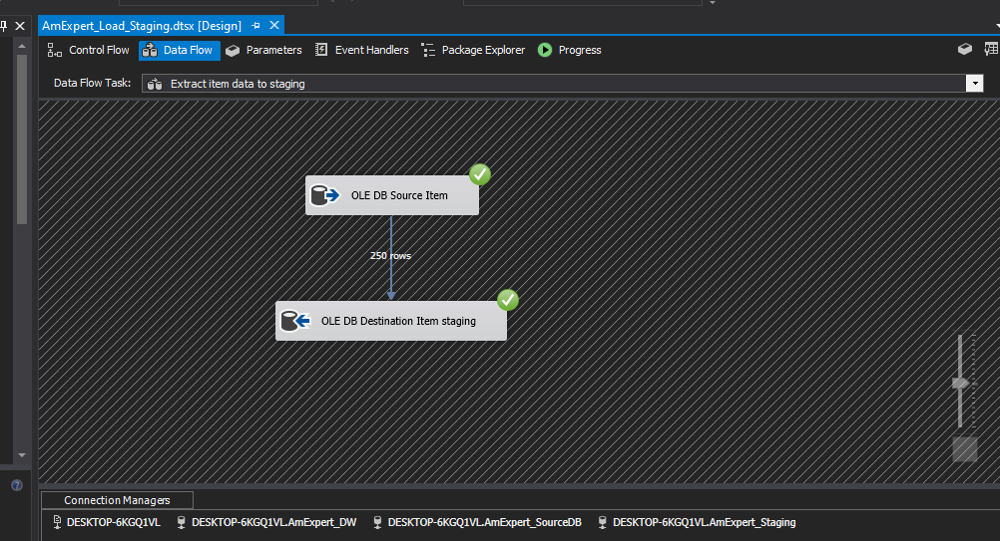 AmExpert_Load_Staging.dtsx [Design]
Control Flow Data Flow Parameters Event Handlers Package Explorer Progress
Data Flow Task: Extract item data to staging
OLE DB Source Item
250 rows
OLE DB Destination Item staging
Connection Managers
DESKTOP-6KGQ1VL DESKTOP-6KGQ1VL.AmExpert_DW DESKTOP-6KGQ1VL.AmExpert_SourceDB DESKTOP-6KGQ1VL.AmExpert_Staging